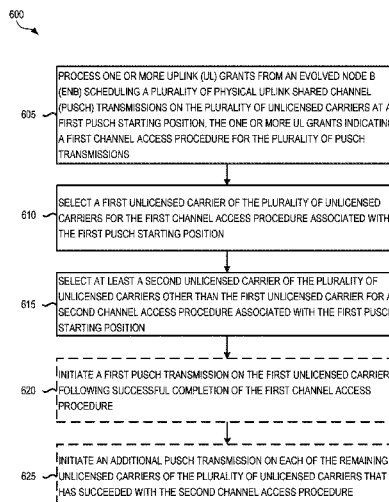 600
605
PROCESS ONE OR MORE UPLINK (UL) GRANTS FROM AN EVOLVED NODE B
(ENB) SCHEDULING A PLURALITY OF PHYSICAL UPLINK SHARED CHANNEL
(PUSCH) TRANSMISSIONS ON THE PLURALITY OF UNLICENSED CARRIERS AT A
FIRST PUSCH STARTING POSITION, THE ONE OR MORE UL GRANTS INDICATING
A FIRST CHANNEL ACCESS PROCEDURE FOR THE PLURALITY OF PUSCH
TRANSMISSIONS
610
SELECT A FIRST UNLICENSED CARRIER OF THE PLURALITY OF UNLICENSED
CARRIERS FOR THE FIRST CHANNEL ACCESS PROCEDURE ASSOCIATED WITH
THE FIRST PUSCH STARTING POSITION
615
SELECT AT LEAST A SECOND UNLICENSED CARRIER OF THE PLURALITY OF
UNLICENSED CARRIERS OTHER THAN THE FIRST UNLICENSED CARRIER FOR A
SECOND CHANNEL ACCESS PROCEDURE ASSOCIATED WITH THE FIRST PUSCH
STARTING POSITION
620
INITIATE A FIRST PUSCH TRANSMISSION ON THE FIRST UNLICENSED CARRIER
FOLLOWING SUCCESSFUL COMPLETION OF THE FIRST CHANNEL ACCESS
PROCEDURE
625
INITIATE AN ADDITIONAL PUSCH TRANSMISSION ON EACH OF THE REMAINING
UNLICENSED CARRIERS OF THE PLURALITY OF UNLICENSED CARRIERS THAT
HAS SUCCEEDED WITH THE SECOND CHANNEL ACCESS PROCEDURE